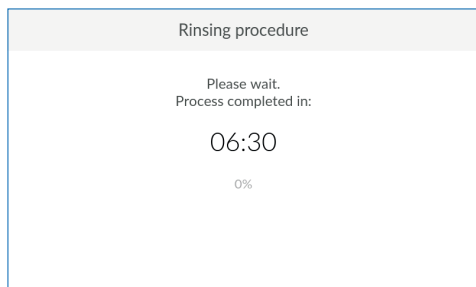 Rinsing procedure
Please wait.
Process completed in:
06:30
0%